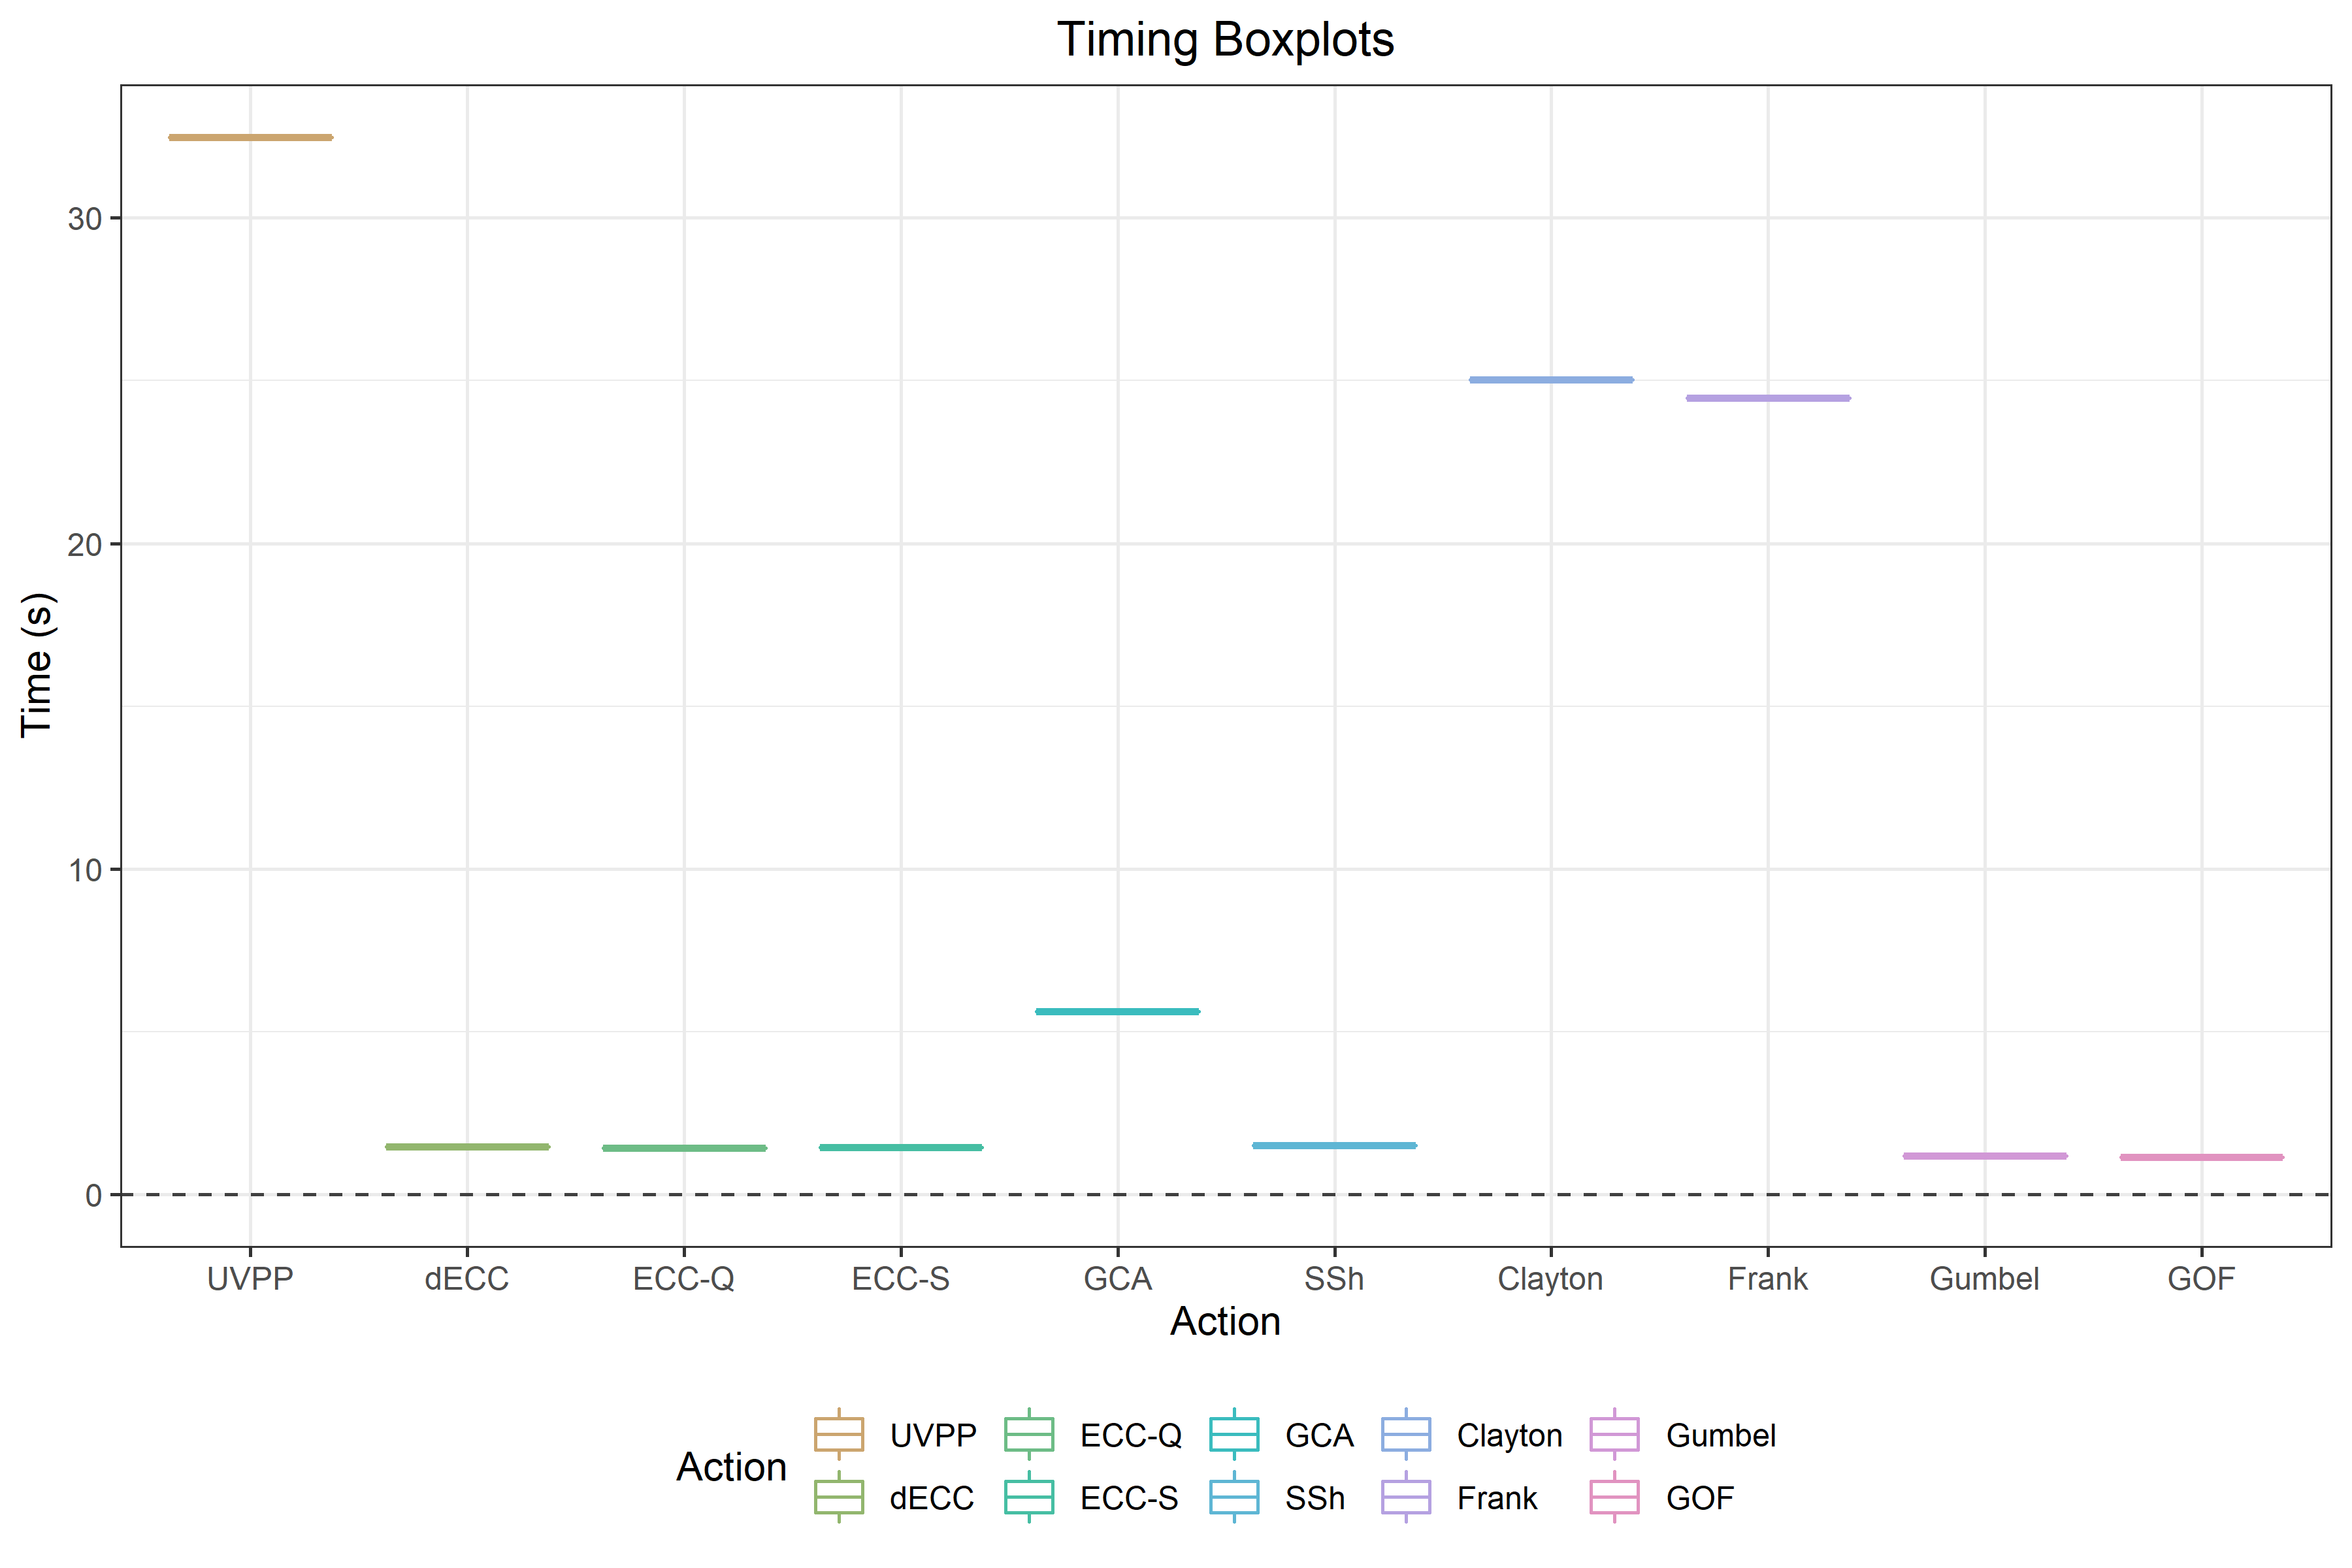 Timing Boxplots
Time (s)
30
20
10
0
UVPP dECC ECC-Q ECC-S GCA SSh Clayton Frank Gumbel GOF
Action
Action
UVPP ECC-Q GCA Clayton Gumbel
dECC ECC-S SSh Frank GOF